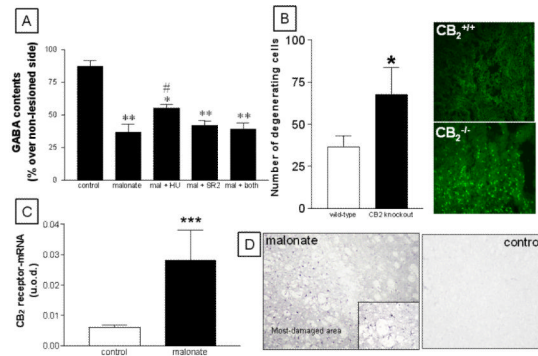 A
GABA contents
(% over non-lesioned side)
100
75
50
25
0
**
#
*
**
**
control
malonate
mal + HU
mal + SR2
mal + both
B
Number of degenerating cells
75
50
25
0
*
wild-type
CB2 knockout
CB2+/+
CB2-/-
C
CB2 receptor-mRNA
(u.o.d.)
0.04
0.03
0.02
0.01
0.00
***
control
malonate
D
malonate
Most-damaged area
control